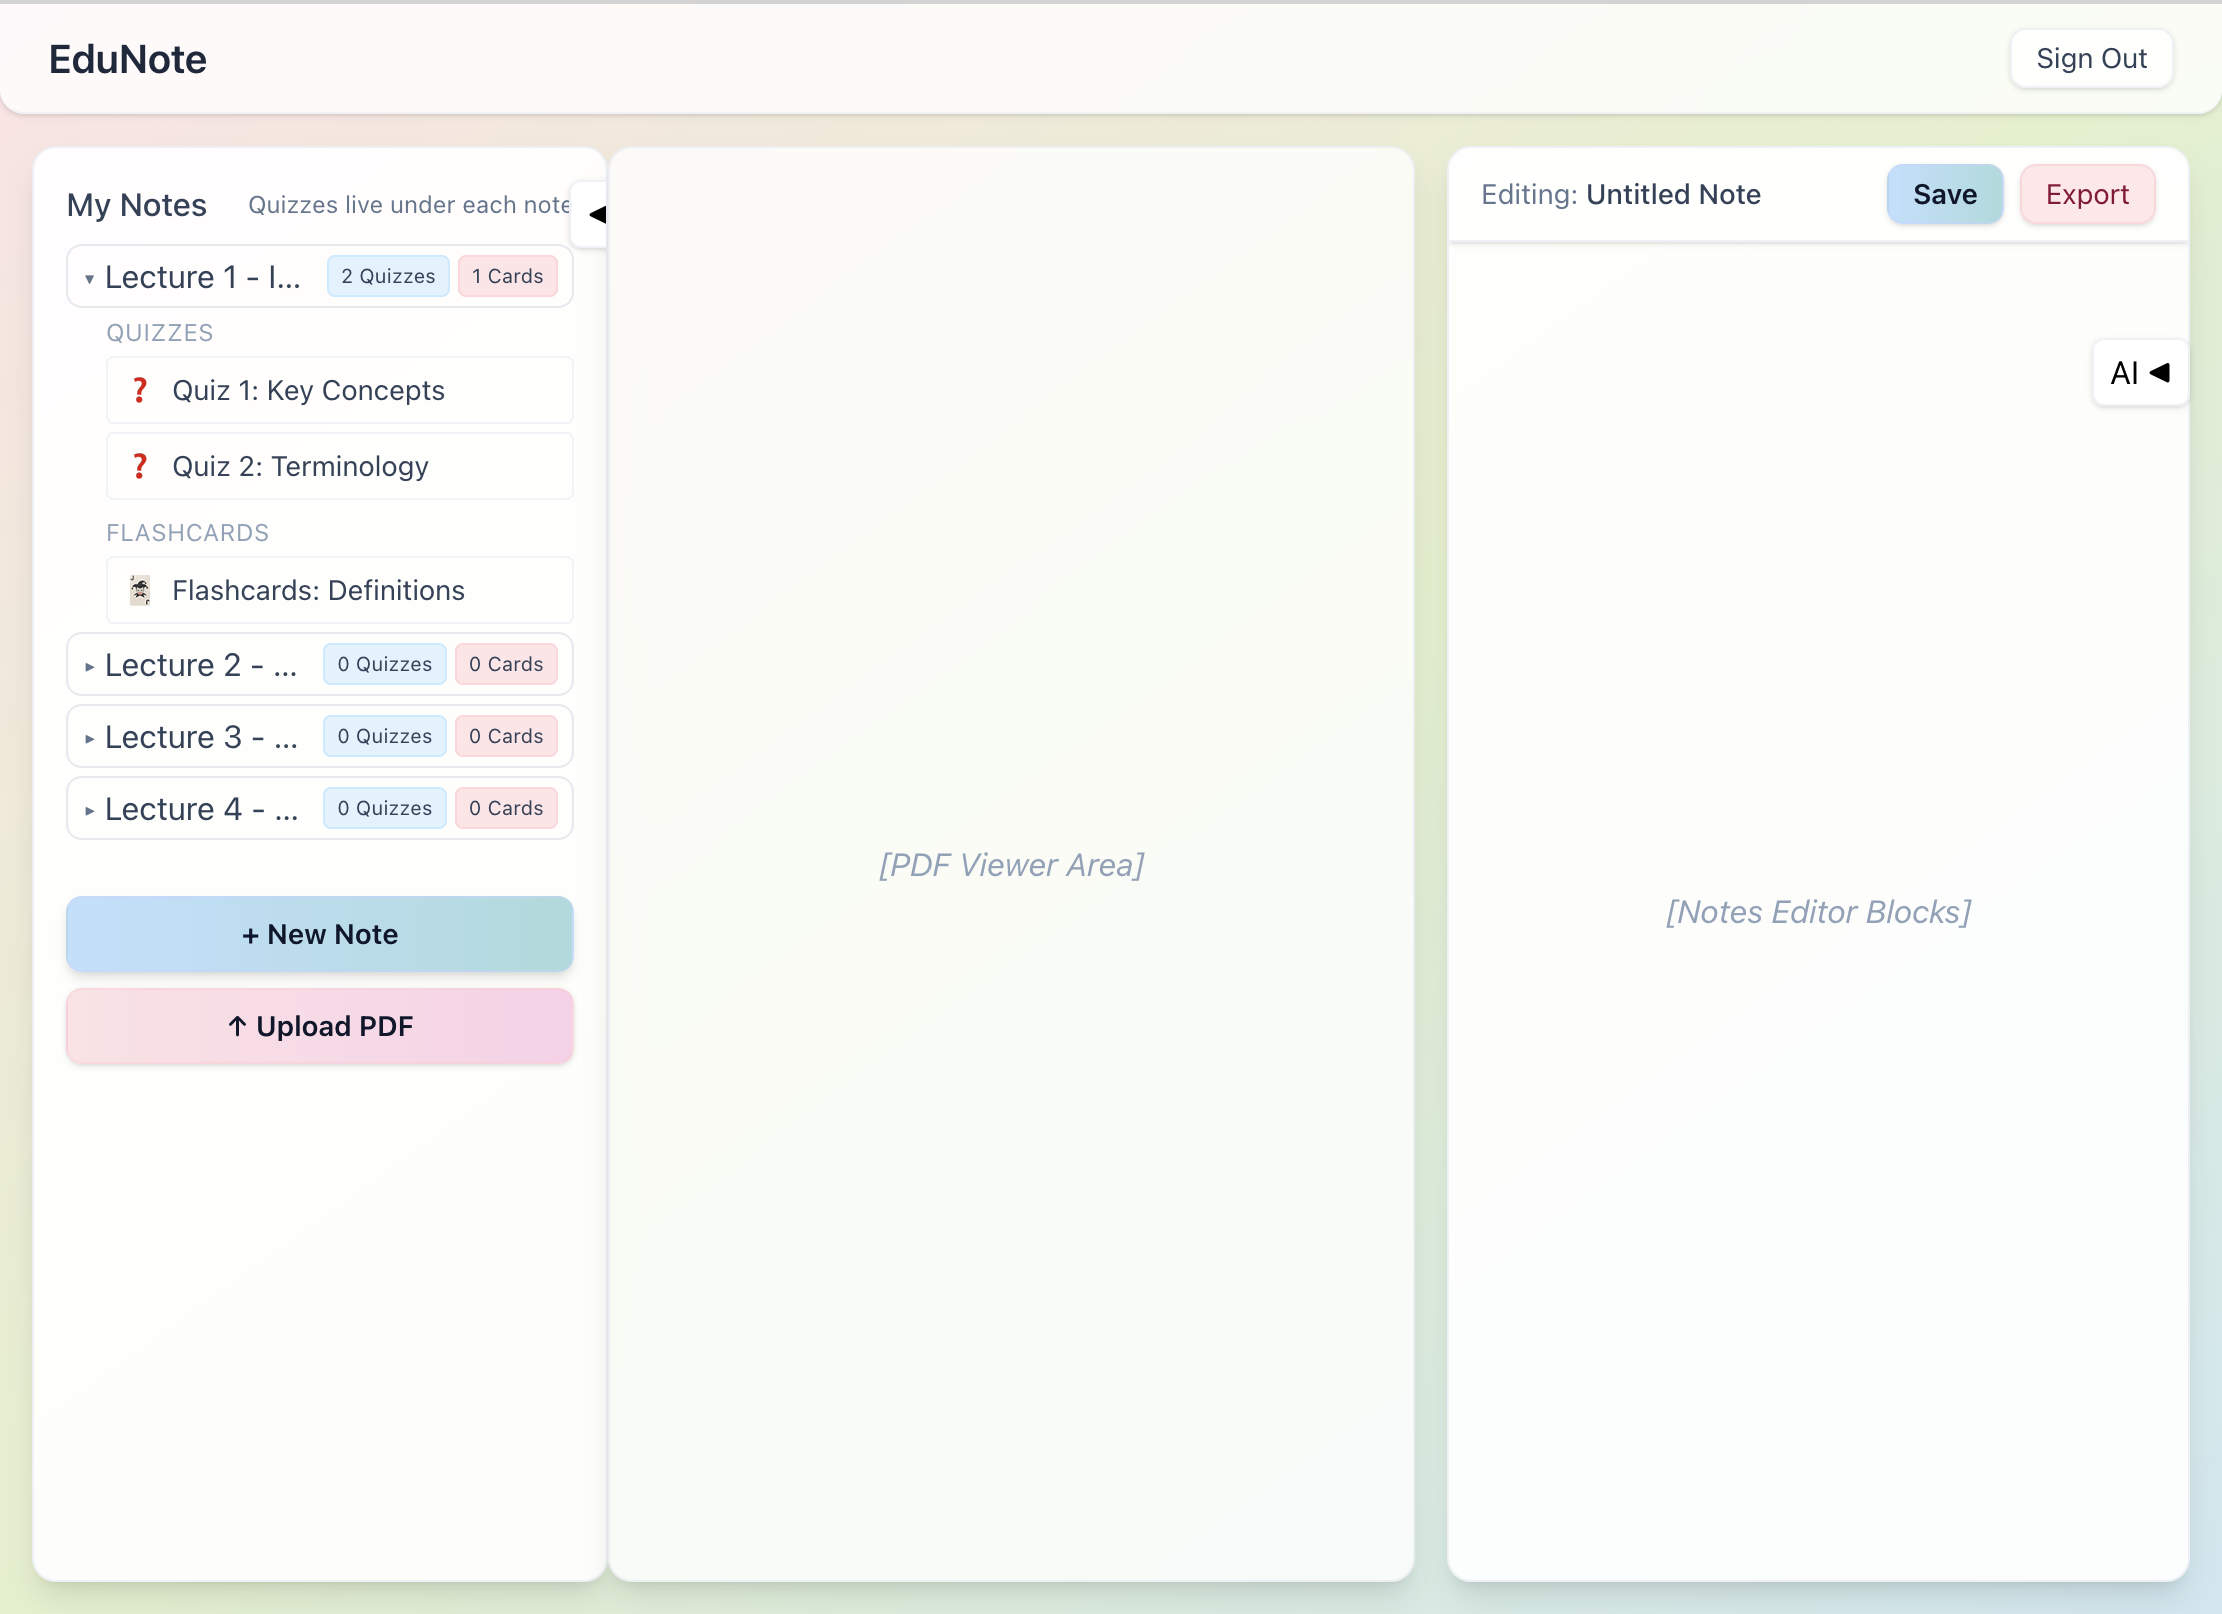 EduNote
Sign Out
My Notes
Quizzes live under each note
Lecture 1 - I...
2 Quizzes
1 Cards
QUIZZES
Quiz 1: Key Concepts
Quiz 2: Terminology
FLASHCARDS
Flashcards: Definitions
Lecture 2 - ...
0 Quizzes
0 Cards
Lecture 3 - ...
0 Quizzes
0 Cards
Lecture 4 - ...
0 Quizzes
0 Cards
+ New Note
↑ Upload PDF
[PDF Viewer Area]
Editing: Untitled Note
Save
Export
AI ◀
[Notes Editor Blocks]